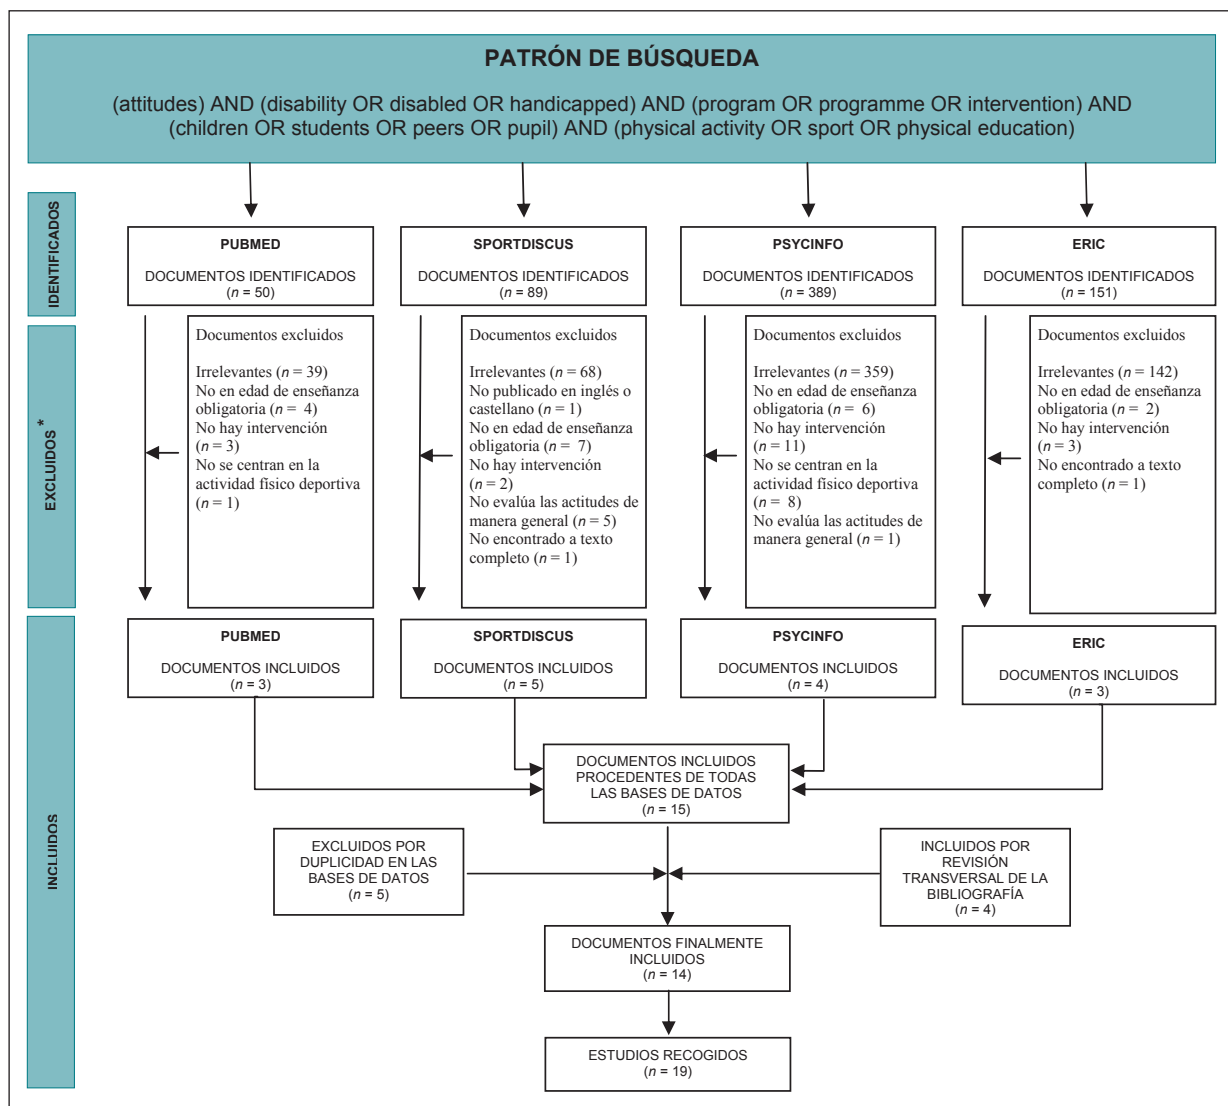 PATRÓN DE BÚSQUEDA
(attitudes) AND (disability OR disabled OR handicapped) AND (program OR programme OR intervention) AND
(children OR students OR peers OR pupil) AND (physical activity OR sport OR physical education)
IDENTIFICADOS
PUBMED
DOCUMENTOS IDENTIFICADOS
(n = 50)
SPORTDISCUS
DOCUMENTOS IDENTIFICADOS
(n = 89)
PSYCINFO
DOCUMENTOS IDENTIFICADOS
(n = 389)
ERIC
DOCUMENTOS IDENTIFICADOS
(n = 151)
EXCLUIDOS *
Documentos excluidos
Irrelevantes (n = 39)
No en edad de enseñanza
obligatoria (n = 4)
No hay intervención
(n = 3)
No se centran en la
actividad físico deportiva
(n = 1)
Documentos excluidos
Irrelevantes (n = 68)
No publicado en inglés o
castellano (n = 1)
No en edad de enseñanza
obligatoria (n = 7)
No hay intervención
(n = 2)
No evalúa las actitudes de
manera general (n = 5)
No encontrado a texto
completo (n = 1)
Documentos excluidos
Irrelevantes (n = 359)
No en edad de enseñanza
obligatoria (n = 6)
No hay intervención
(n = 11)
No se centran en la
actividad físico deportiva
(n = 8)
No evalúa las actitudes de
manera general (n = 1)
Documentos excluidos
Irrelevantes (n = 142)
No en edad de enseñanza
obligatoria (n = 2)
No hay intervención
(n = 3)
No encontrado a texto
completo (n = 1)
INCLUIDOS
PUBMED
DOCUMENTOS INCLUIDOS
(n = 3)
SPORTDISCUS
DOCUMENTOS INCLUIDOS
(n = 5)
PSYCINFO
DOCUMENTOS INCLUIDOS
(n = 4)
ERIC
DOCUMENTOS INCLUIDOS
(n = 3)
DOCUMENTOS INCLUIDOS
PROCEDENTES DE TODAS
LAS BASES DE DATOS
(n = 15)
EXCLUIDOS POR
DUPLICIDAD EN LAS
BASES DE DATOS
(n = 5)
INCLUIDOS POR
REVISIÓN
TRANSVERSAL DE LA
BIBLIOGRAFÍA
(n = 4)
DOCUMENTOS FINALMENTE
INCLUIDOS
(n = 14)
ESTUDIOS RECOGIDOS
(n = 19)